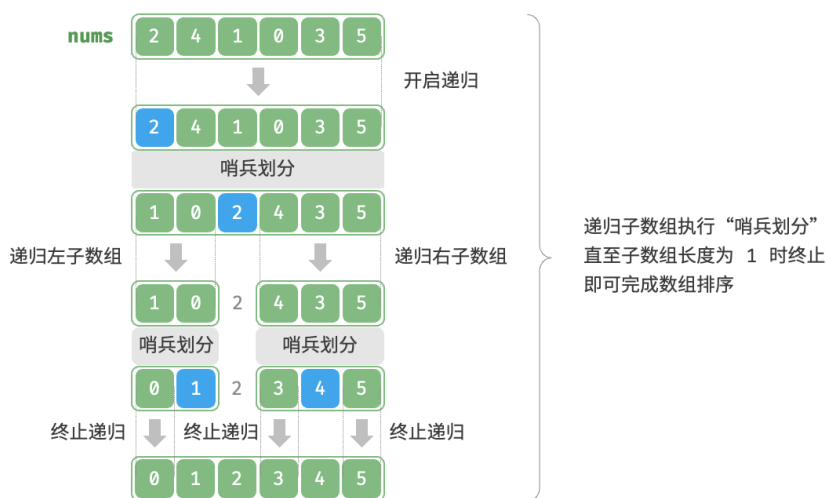 nums 2 4 1 0 3 5
开启递归
2 4 1 0 3 5
哨兵划分
1 0 2 4 3 5
递归左子数组
递归右子数组
1 0 2 4 3 5
哨兵划分 哨兵划分
0 1 2 3 4 5
终止递归 终止递归 终止递归
0 1 2 3 4 5
递归子数组执行“哨兵划分”
直至子数组长度为 1 时终止
即可完成数组排序